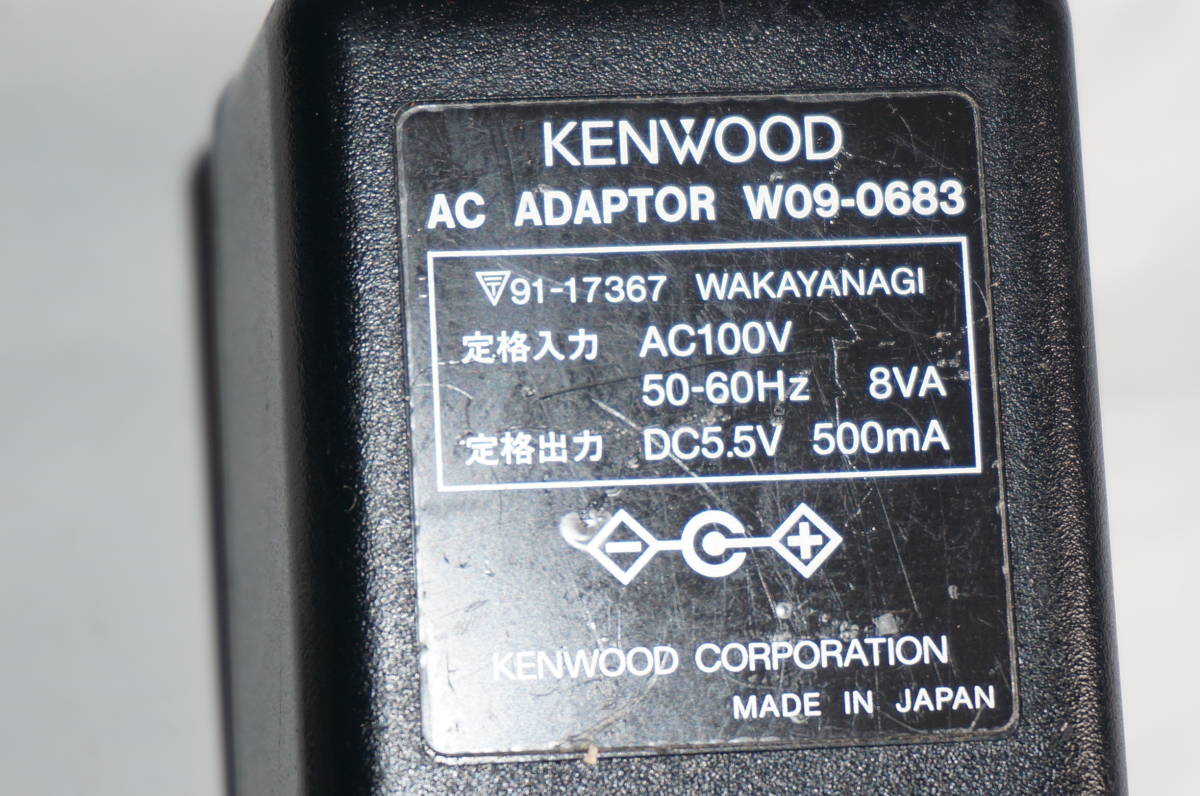 KENWOOD
AC ADAPTOR W09-0683
91-17367 WAKAYANAGI
定格入力 AC100V
50-60Hz 8VA
定格出力 DC5.5V 500mA
- +
KENWOOD CORPORATION
MADE IN JAPAN